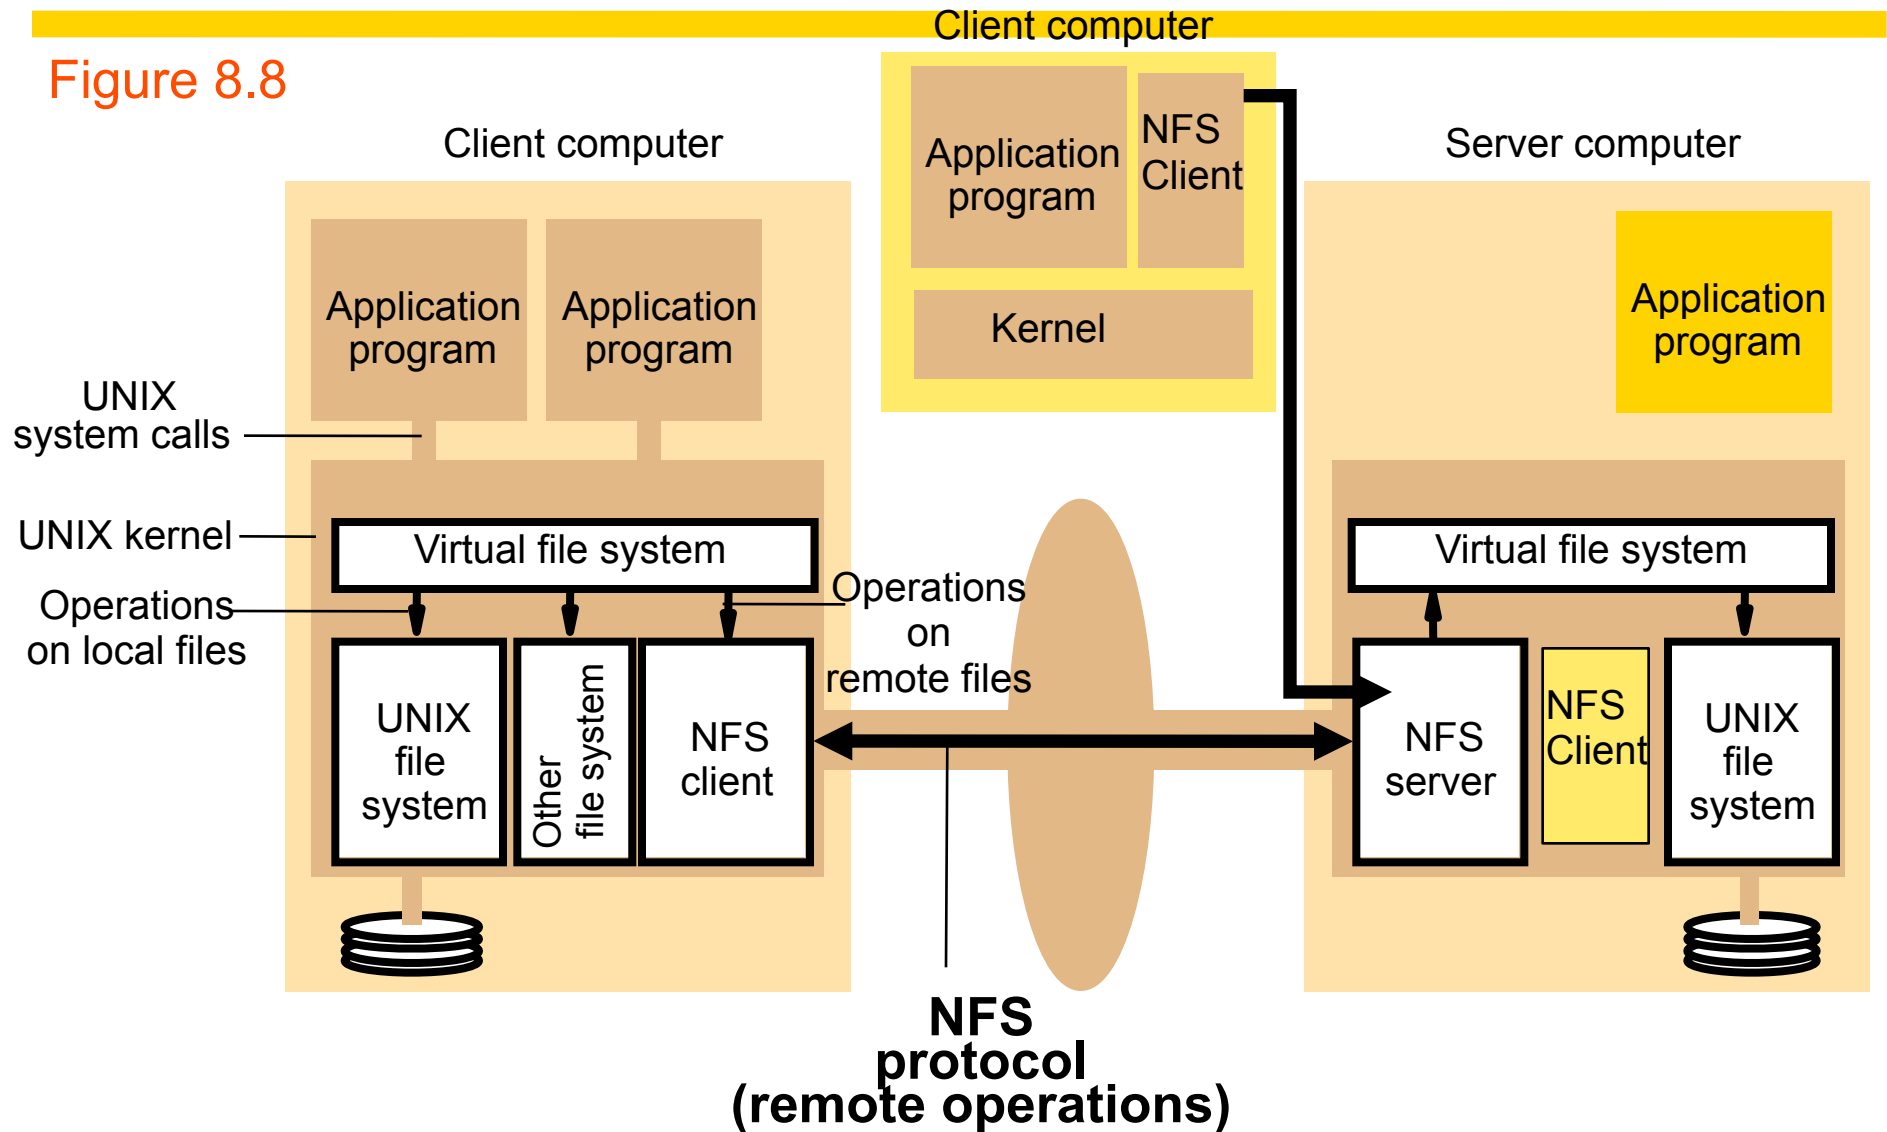 Client computer
Figure 8.8
Client computer
Server computer
Application
program
NFS
Client
Kernel
Application
program
Application
program
Application
program
UNIX
system calls
UNIX kernel
Virtual file system
Virtual file system
Operations
on local files
Operations
on
remote files
UNIX
file
system
Other
file system
NFS
client
NFS
server
NFS
Client
UNIX
file
system
NFS
protocol
(remote operations)